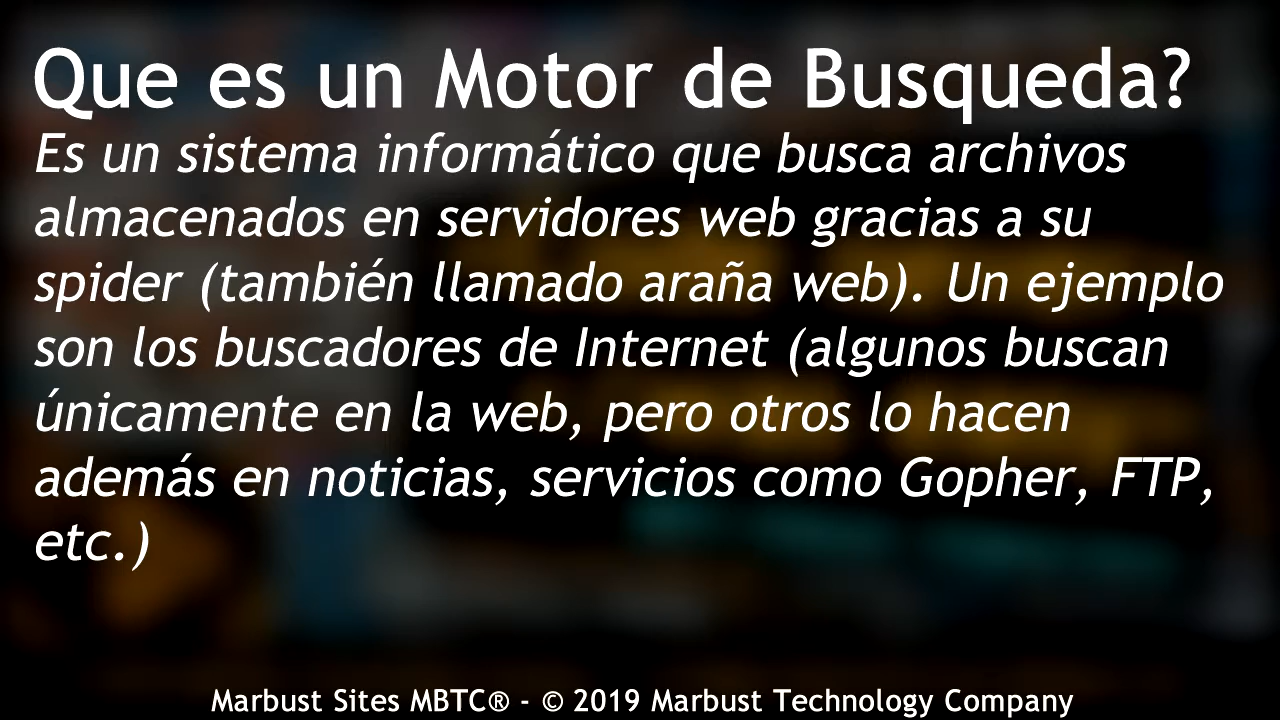 Que es un Motor de Busqueda?
Es un sistema informático que busca archivos
almacenados en servidores web gracias a su
spider (también llamado araña web). Un ejemplo
son los buscadores de Internet (algunos buscan
únicamente en la web, pero otros lo hacen
además en noticias, servicios como Gopher, FTP,
etc.)
Marbust Sites MBTC® - © 2019 Marbust Technology Company